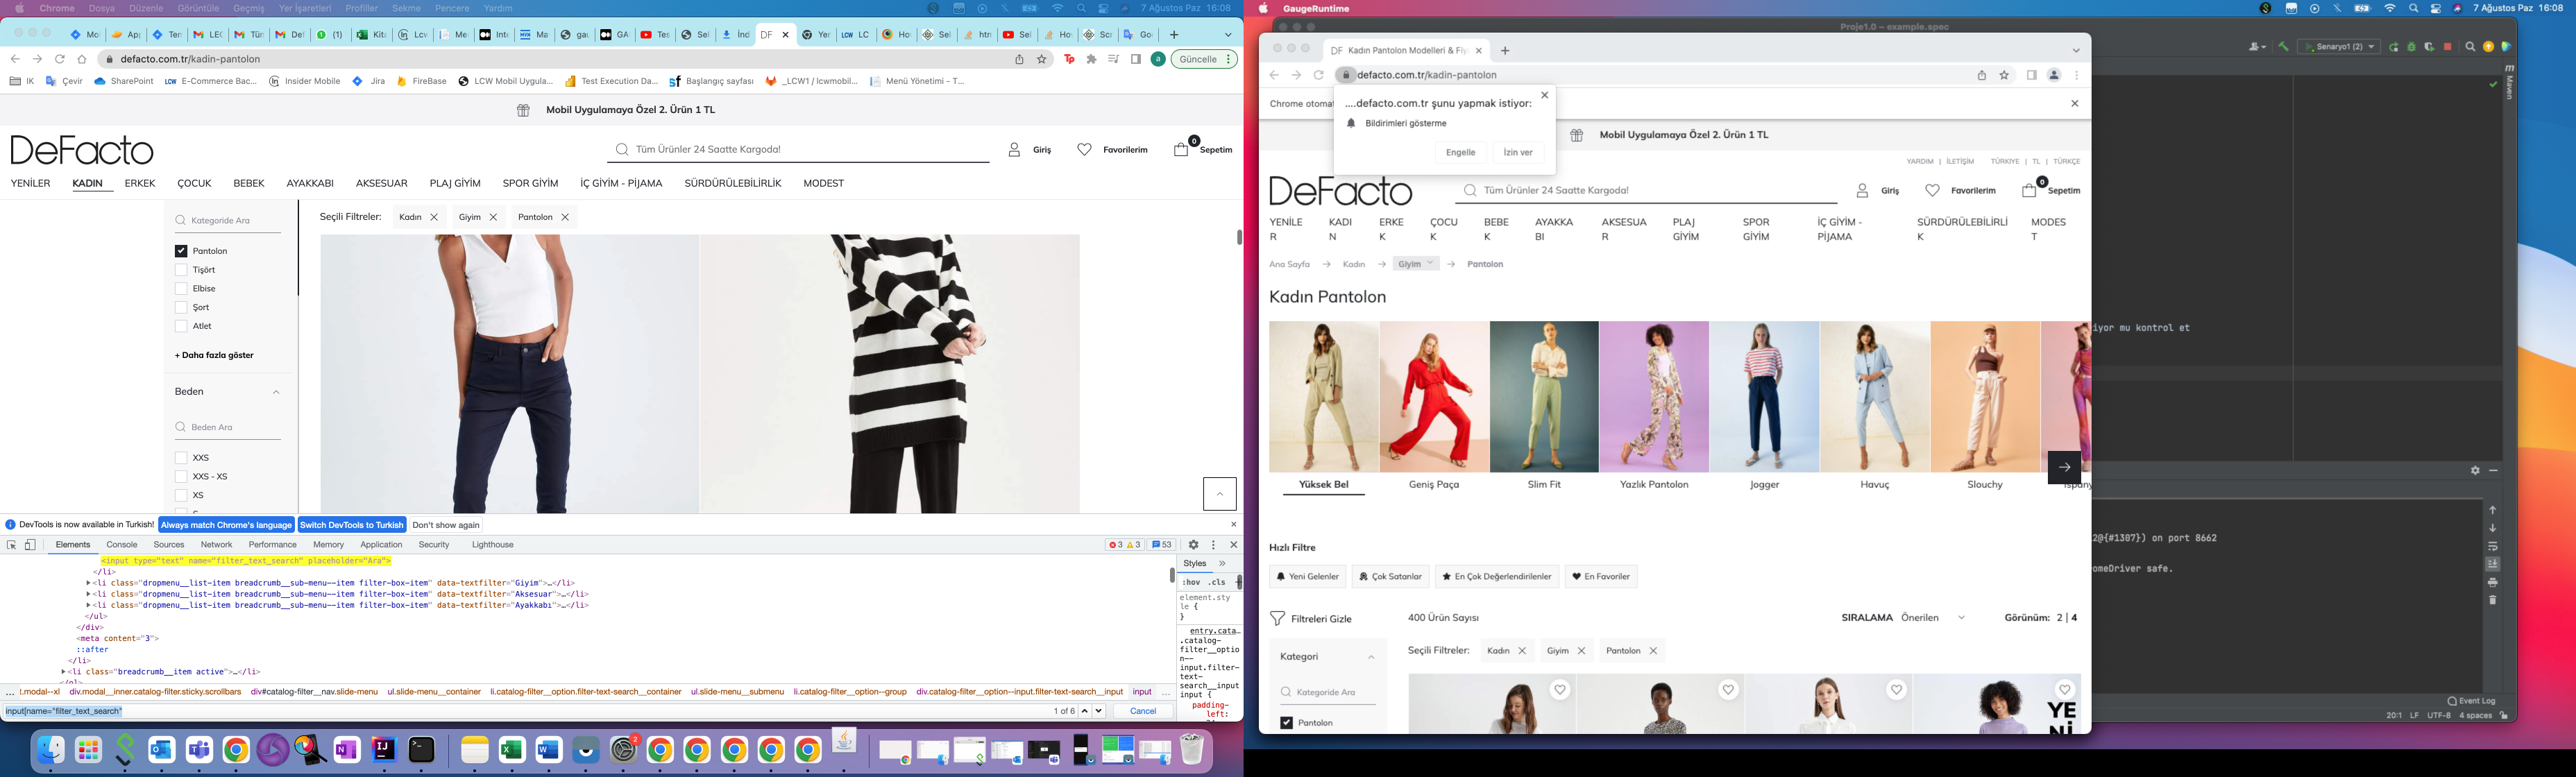 Chrome Dosya Düzenle Görüntüle Geçmiş Yer İşaretleri Profiller Sekme Pencere Yardım
7 Ağustos Paz 16:08
defacto.com.tr/kadin-pantolon
Güncelle
IK Çevir SharePoint E-Commerce Bac... Insider Mobile Jira FireBase LCW Mobil Uygula... Test Execution Da... Başlangıç sayfası _LCW1 / lcwmobil... Menü Yönetimi - T...
Mobil Uygulamaya Özel 2. Ürün 1 TL
DeFacto
Tüm Ürünler 24 Saatte Kargoda!
Giriş Favorilerim 0 Sepetim
YENİLER KADIN ERKEK ÇOCUK BEBEK AYAKKABI AKSESUAR PLAJ GİYİM SPOR GİYİM İÇ GİYİM - PİJAMA SÜRDÜRÜLEBİLİRLİK MODEST
Kategoride Ara
Seçili Filtreler: Kadın Giyim Pantolon
Pantolon
Tişört
Elbise
Şort
Atlet
+ Daha fazla göster
Beden
Beden Ara
XXS
XXS - XS
XS
DevTools is now available in Turkish! Always match Chrome's language Switch DevTools to Turkish Don't show again
Elements Console Sources Network Performance Memory Application Security Lighthouse
3 3 53
<input type="text" name="filter_text_search" placeholder="Ara">
</li>
<li class="dropmenu__list-item breadcrumb__sub-menu--item filter-box-item" data-textfilter="Giyim">…</li>
<li class="dropmenu__list-item breadcrumb__sub-menu--item filter-box-item" data-textfilter="Aksesuar">…</li>
<li class="dropmenu__list-item breadcrumb__sub-menu--item filter-box-item" data-textfilter="Ayakkabı">…</li>
</ul>
</div>
<meta content="3">
::after
</li>
<li class="breadcrumb__item active">…</li>
Styles
:hov .cls
element.sty
le {
}
entry.cata…
.catalog-
filter__optio
n--
input.filter-
text-
search__input
input {
padding-
left:
... t.modal--xl div.modal__inner.catalog-filter.sticky.scrollbars div#catalog-filter__nav.slide-menu ul.slide-menu__container li.catalog-filter__option.filter-text-search__container ul.slide-menu__submenu li.catalog-filter__option--group div.catalog-filter__option--input.filter-text-search__input input ...
input[name="filter_text_search"
1 of 6 Cancel
2
GaugeRuntime
7 Ağustos Paz 16:08
Proje1.0 – example.spec
Senaryo1 (2)
DF Kadın Pantolon Modelleri & Fiy
defacto.com.tr/kadin-pantolon
Chrome otomat
....defacto.com.tr şunu yapmak istiyor:
Bildirimleri gösterme
Engelle İzin ver
Mobil Uygulamaya Özel 2. Ürün 1 TL
YARDIM | İLETİŞİM TÜRKİYE | TL | TÜRKÇE
DeFacto
Tüm Ürünler 24 Saatte Kargoda!
Giriş Favorilerim 0 Sepetim
YENİLE KADI ERKE ÇOCU BEBE AYAKKA AKSESUA PLAJ SPOR İÇ GİYİM - SÜRDÜRÜLEBİLİRLİ MODES
R N K K K BI R GİYİM GİYİM PİJAMA K T
Ana Sayfa Kadın Giyim Pantolon
Kadın Pantolon
Yüksek Bel Geniş Paça Slim Fit Yazlık Pantolon Jogger Havuç Slouchy İspany
Hızlı Filtre
Yeni Gelenler Çok Satanlar En Çok Değerlendirilenler En Favoriler
Filtreleri Gizle
400 Ürün Sayısı
SIRALAMA Önerilen
Görünüm: 2 | 4
Kategori
Seçili Filtreler: Kadın Giyim Pantolon
Kategoride Ara
Pantolon
YE
Nİ
Maven
iyor mu kontrol et
2@{#1307}) on port 8662
omeDriver safe.
Event Log
20:1 LF UTF-8 4 spaces